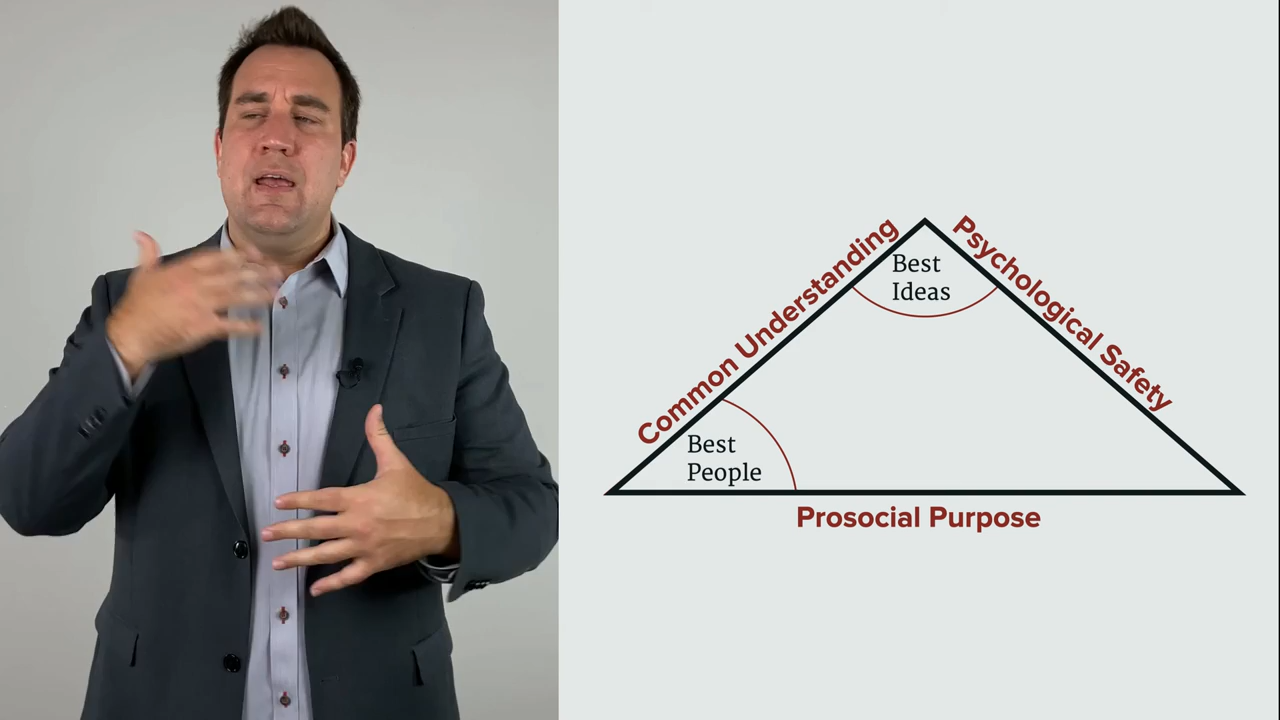 Common Understanding
Psychological Safety
Best
Ideas
Best
People
Prosocial Purpose